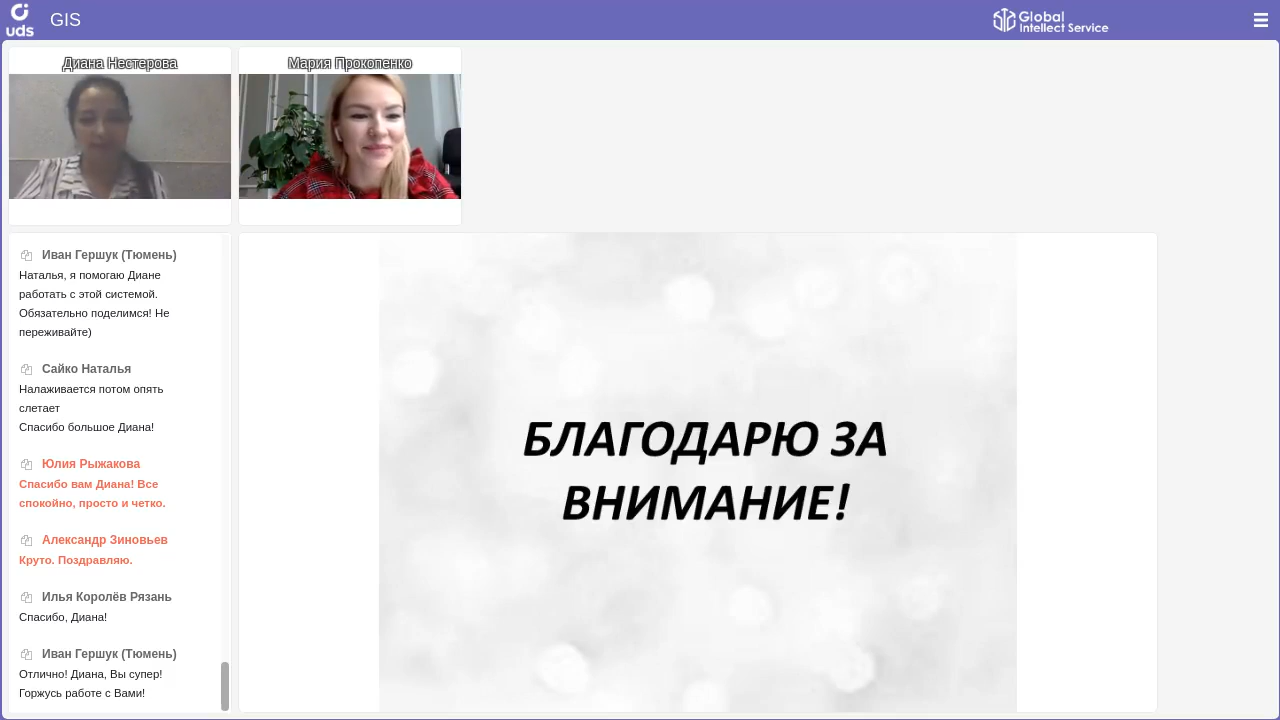 uds
GIS
Global
Intellect Service
Диана Нестерова
Мария Прокопенко
Иван Гершук (Тюмень)
Наталья, я помогаю Диане
работать с этой системой.
Обязательно поделимся! Не
переживайте)
Сайко Наталья
Налаживается потом опять
слетает
Спасибо большое Диана!
Юлия Рыжакова
Спасибо вам Диана! Все
спокойно, просто и четко.
Александр Зиновьев
Круто. Поздравляю.
Илья Королёв Рязань
Спасибо, Диана!
Иван Гершук (Тюмень)
Отлично! Диана, Вы супер!
Горжусь работе с Вами!
БЛАГОДАРЮ ЗА
ВНИМАНИЕ!